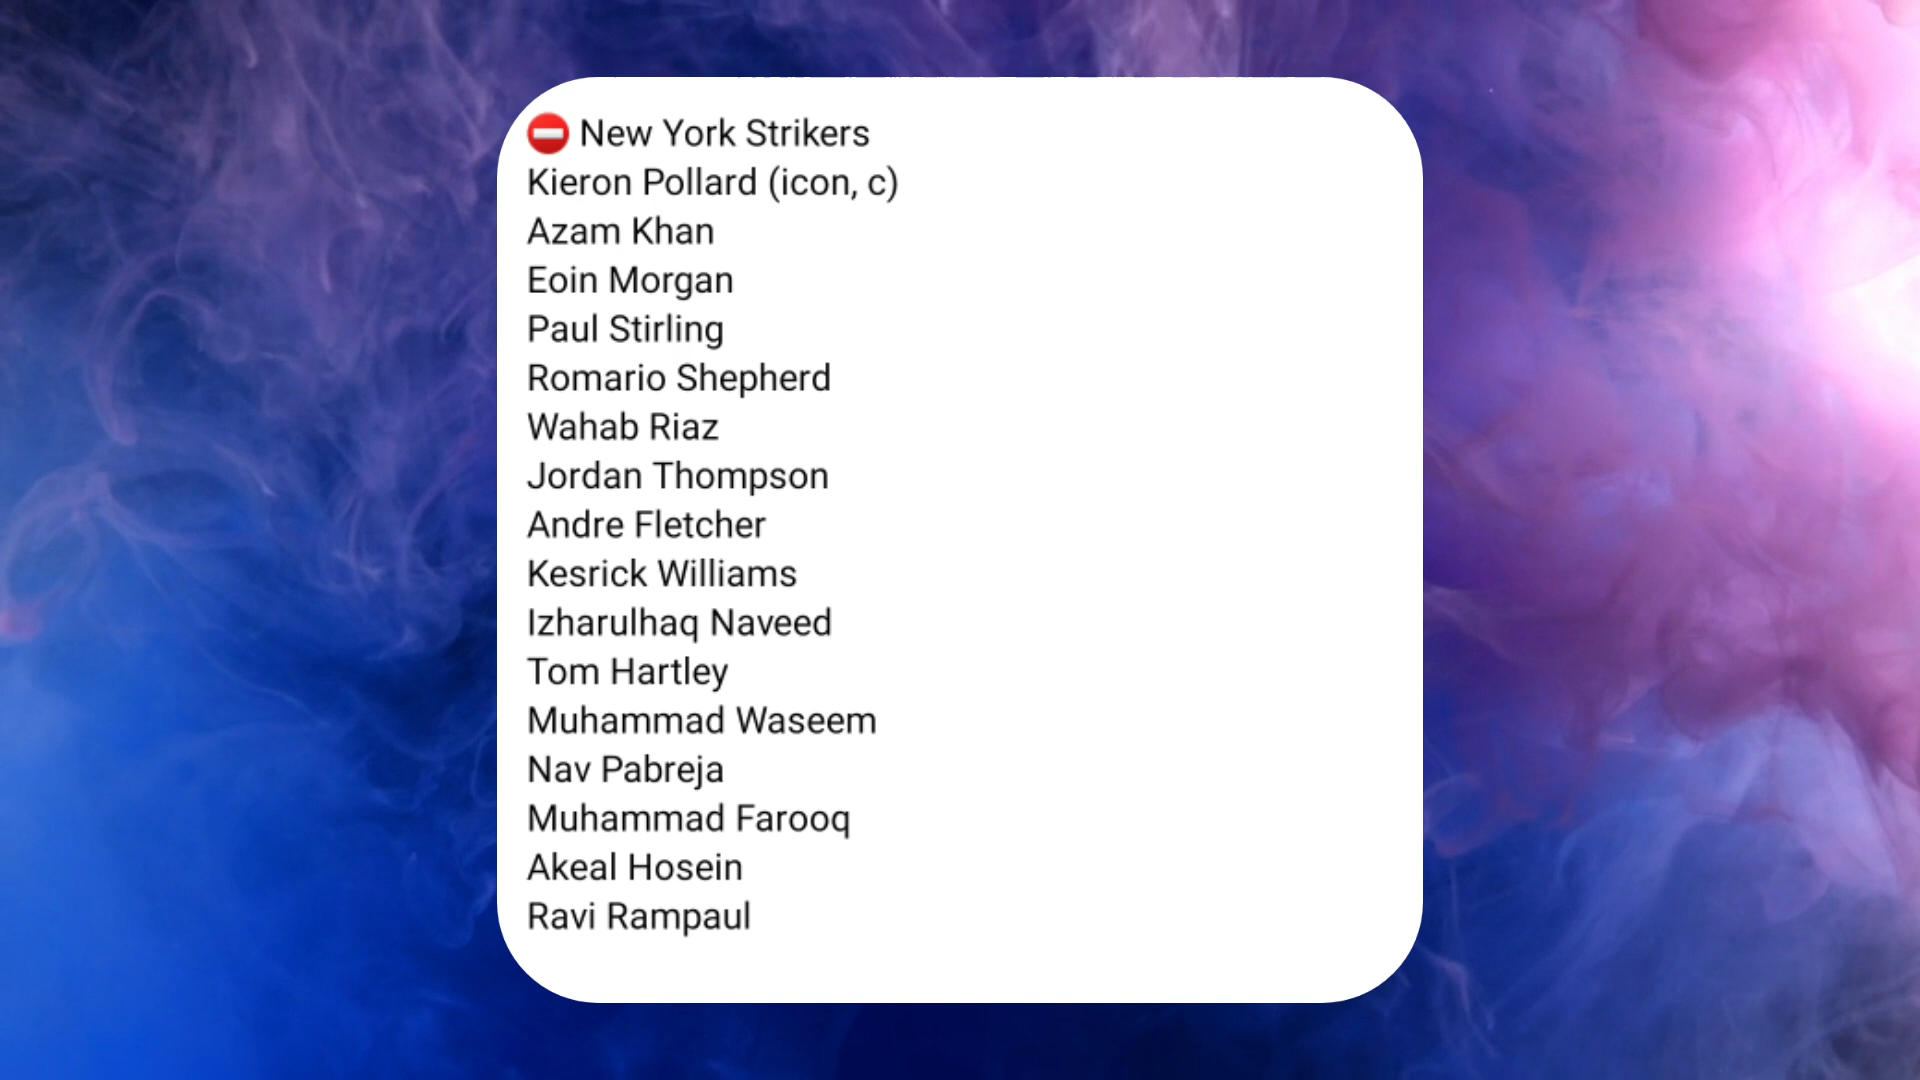 ⛔ New York Strikers
Kieron Pollard (icon, c)
Azam Khan
Eoin Morgan
Paul Stirling
Romario Shepherd
Wahab Riaz
Jordan Thompson
Andre Fletcher
Kesrick Williams
Izharulhaq Naveed
Tom Hartley
Muhammad Waseem
Nav Pabreja
Muhammad Farooq
Akeal Hosein
Ravi Rampaul